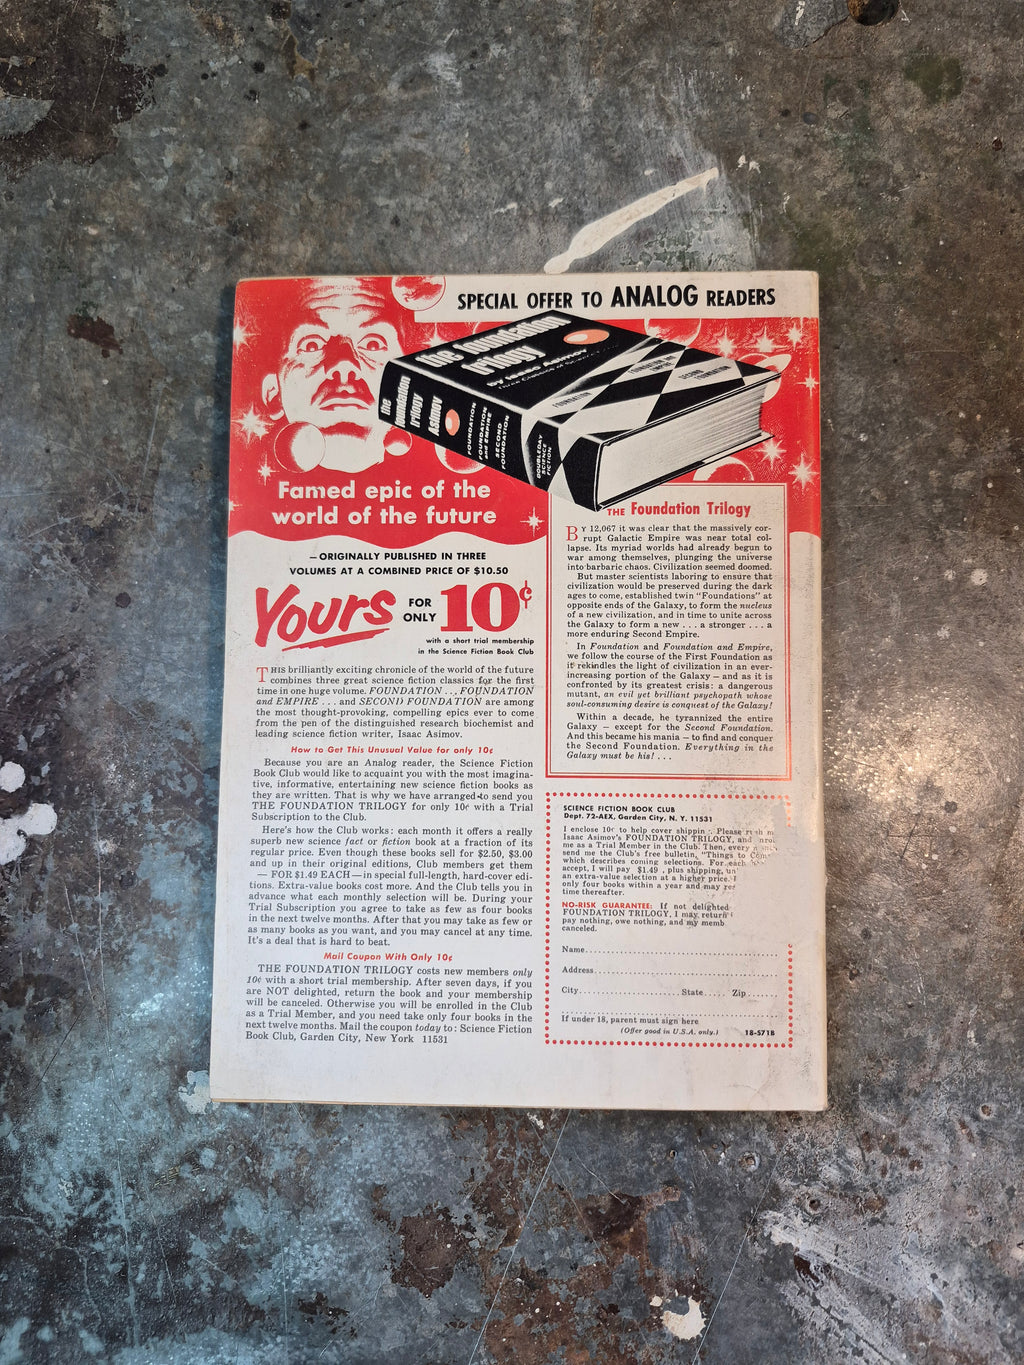 SPECIAL OFFER TO ANALOG READERS
the foundation
trilogy
by Isaac Asimov
Three Classics of Science
FOUNDATION
FOUNDATION AND
EMPIRE
SECOND
FOUNDATION
the
foundation
trilogy
Asimov
FOUNDATION
FOUNDATION
and EMPIRE
SECOND
FOUNDATION
DOUBLEDAY
SCIENCE
FICTION
Famed epic of the
world of the future
—ORIGINALLY PUBLISHED IN THREE
VOLUMES AT A COMBINED PRICE OF $10.50
Yours FOR
ONLY 10¢
with a short trial membership
in the Science Fiction Book Club
THIS brilliantly exciting chronicle of the world of the future
combines three great science fiction classics for the first
time in one huge volume. FOUNDATION . . , FOUNDATION
and EMPIRE . . . and SECOND FOUNDATION are among
the most thought-provoking, compelling epics ever to come
from the pen of the distinguished research biochemist and
leading science fiction writer, Isaac Asimov.
How to Get This Unusual Value for only 10¢
Because you are an Analog reader, the Science Fiction
Book Club would like to acquaint you with the most imagina-
tive, informative, entertaining new science fiction books as
they are written. That is why we have arranged to send you
THE FOUNDATION TRILOGY for only 10¢ with a Trial
Subscription to the Club.
Here's how the Club works: each month it offers a really
superb new science fact or fiction book at a fraction of its
regular price. Even though these books sell for $2.50, $3.00
and up in their original editions, Club members get them
— FOR $1.49 EACH — in special full-length, hard-cover edi-
tions. Extra-value books cost more. And the Club tells you in
advance what each monthly selection will be. During your
Trial Subscription you agree to take as few as four books
in the next twelve months. After that you may take as few or
as many books as you want, and you may cancel at any time.
It's a deal that is hard to beat.
Mail Coupon With Only 10¢
THE FOUNDATION TRILOGY costs new members only
10¢ with a short trial membership. After seven days, if you
are NOT delighted, return the book and your membership
will be canceled. Otherwise you will be enrolled in the Club
as a Trial Member, and you need take only four books in the
next twelve months. Mail the coupon today to: Science Fiction
Book Club, Garden City, New York 11531
THE Foundation Trilogy
BY 12,067 it was clear that the massively cor-
rupt Galactic Empire was near total col-
lapse. Its myriad worlds had already begun to
war among themselves, plunging the universe
into barbaric chaos. Civilization seemed doomed.
But master scientists laboring to ensure that
civilization would be preserved during the dark
ages to come, established twin "Foundations" at
opposite ends of the Galaxy, to form the nucleus
of a new civilization, and in time to unite across
the Galaxy to form a new . . . a stronger . . . a
more enduring Second Empire.
In Foundation and Foundation and Empire,
we follow the course of the First Foundation as
it rekindles the light of civilization in an ever-
increasing portion of the Galaxy – and as it is
confronted by its greatest crisis: a dangerous
mutant, an evil yet brilliant psychopath whose
soul-consuming desire is conquest of the Galaxy!
Within a decade, he tyrannized the entire
Galaxy – except for the Second Foundation.
And this became his mania – to find and conquer
the Second Foundation. Everything in the
Galaxy must be his! . . .
SCIENCE FICTION BOOK CLUB
Dept. 72-AEX, Garden City, N. Y. 11531
I enclose 10¢ to help cover shippin Please
Isaac Asimov's FOUNDATION TRILOGY, and
me as a Trial Member in the Club. Then, every
send me the Club's free bulletin, "Things to Com
which describes coming selections. For each
accept, I will pay $1.49 , plus shipping, un
an extra-value selection at a higher price.
only four books within a year and may re
time thereafter.
NO-RISK GUARANTEE: If not delighted
FOUNDATION TRILOGY, I may return
pay nothing, owe nothing, and my memb
canceled.
Name
Address
City State Zip
If under 18, parent must sign here
(Offer good in U.S.A. only.) 18-S71B